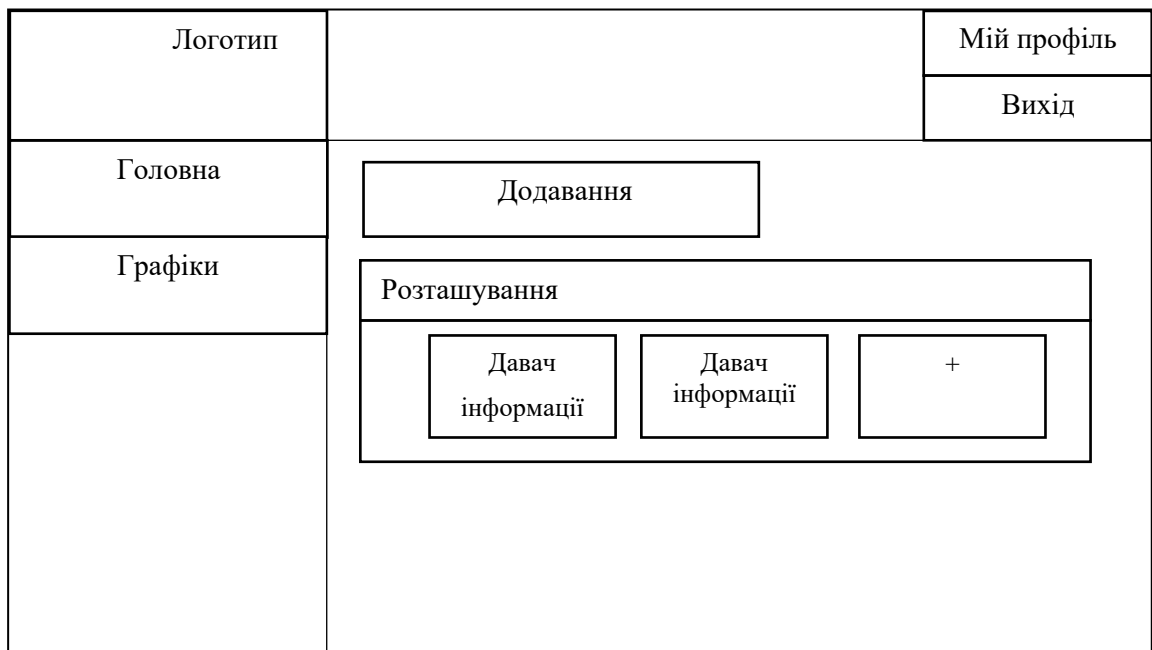 Логотип
Мій профіль
Вихід
Головна
Графіки
Додавання
Розташування
Давач
інформації
Давач
інформації
+